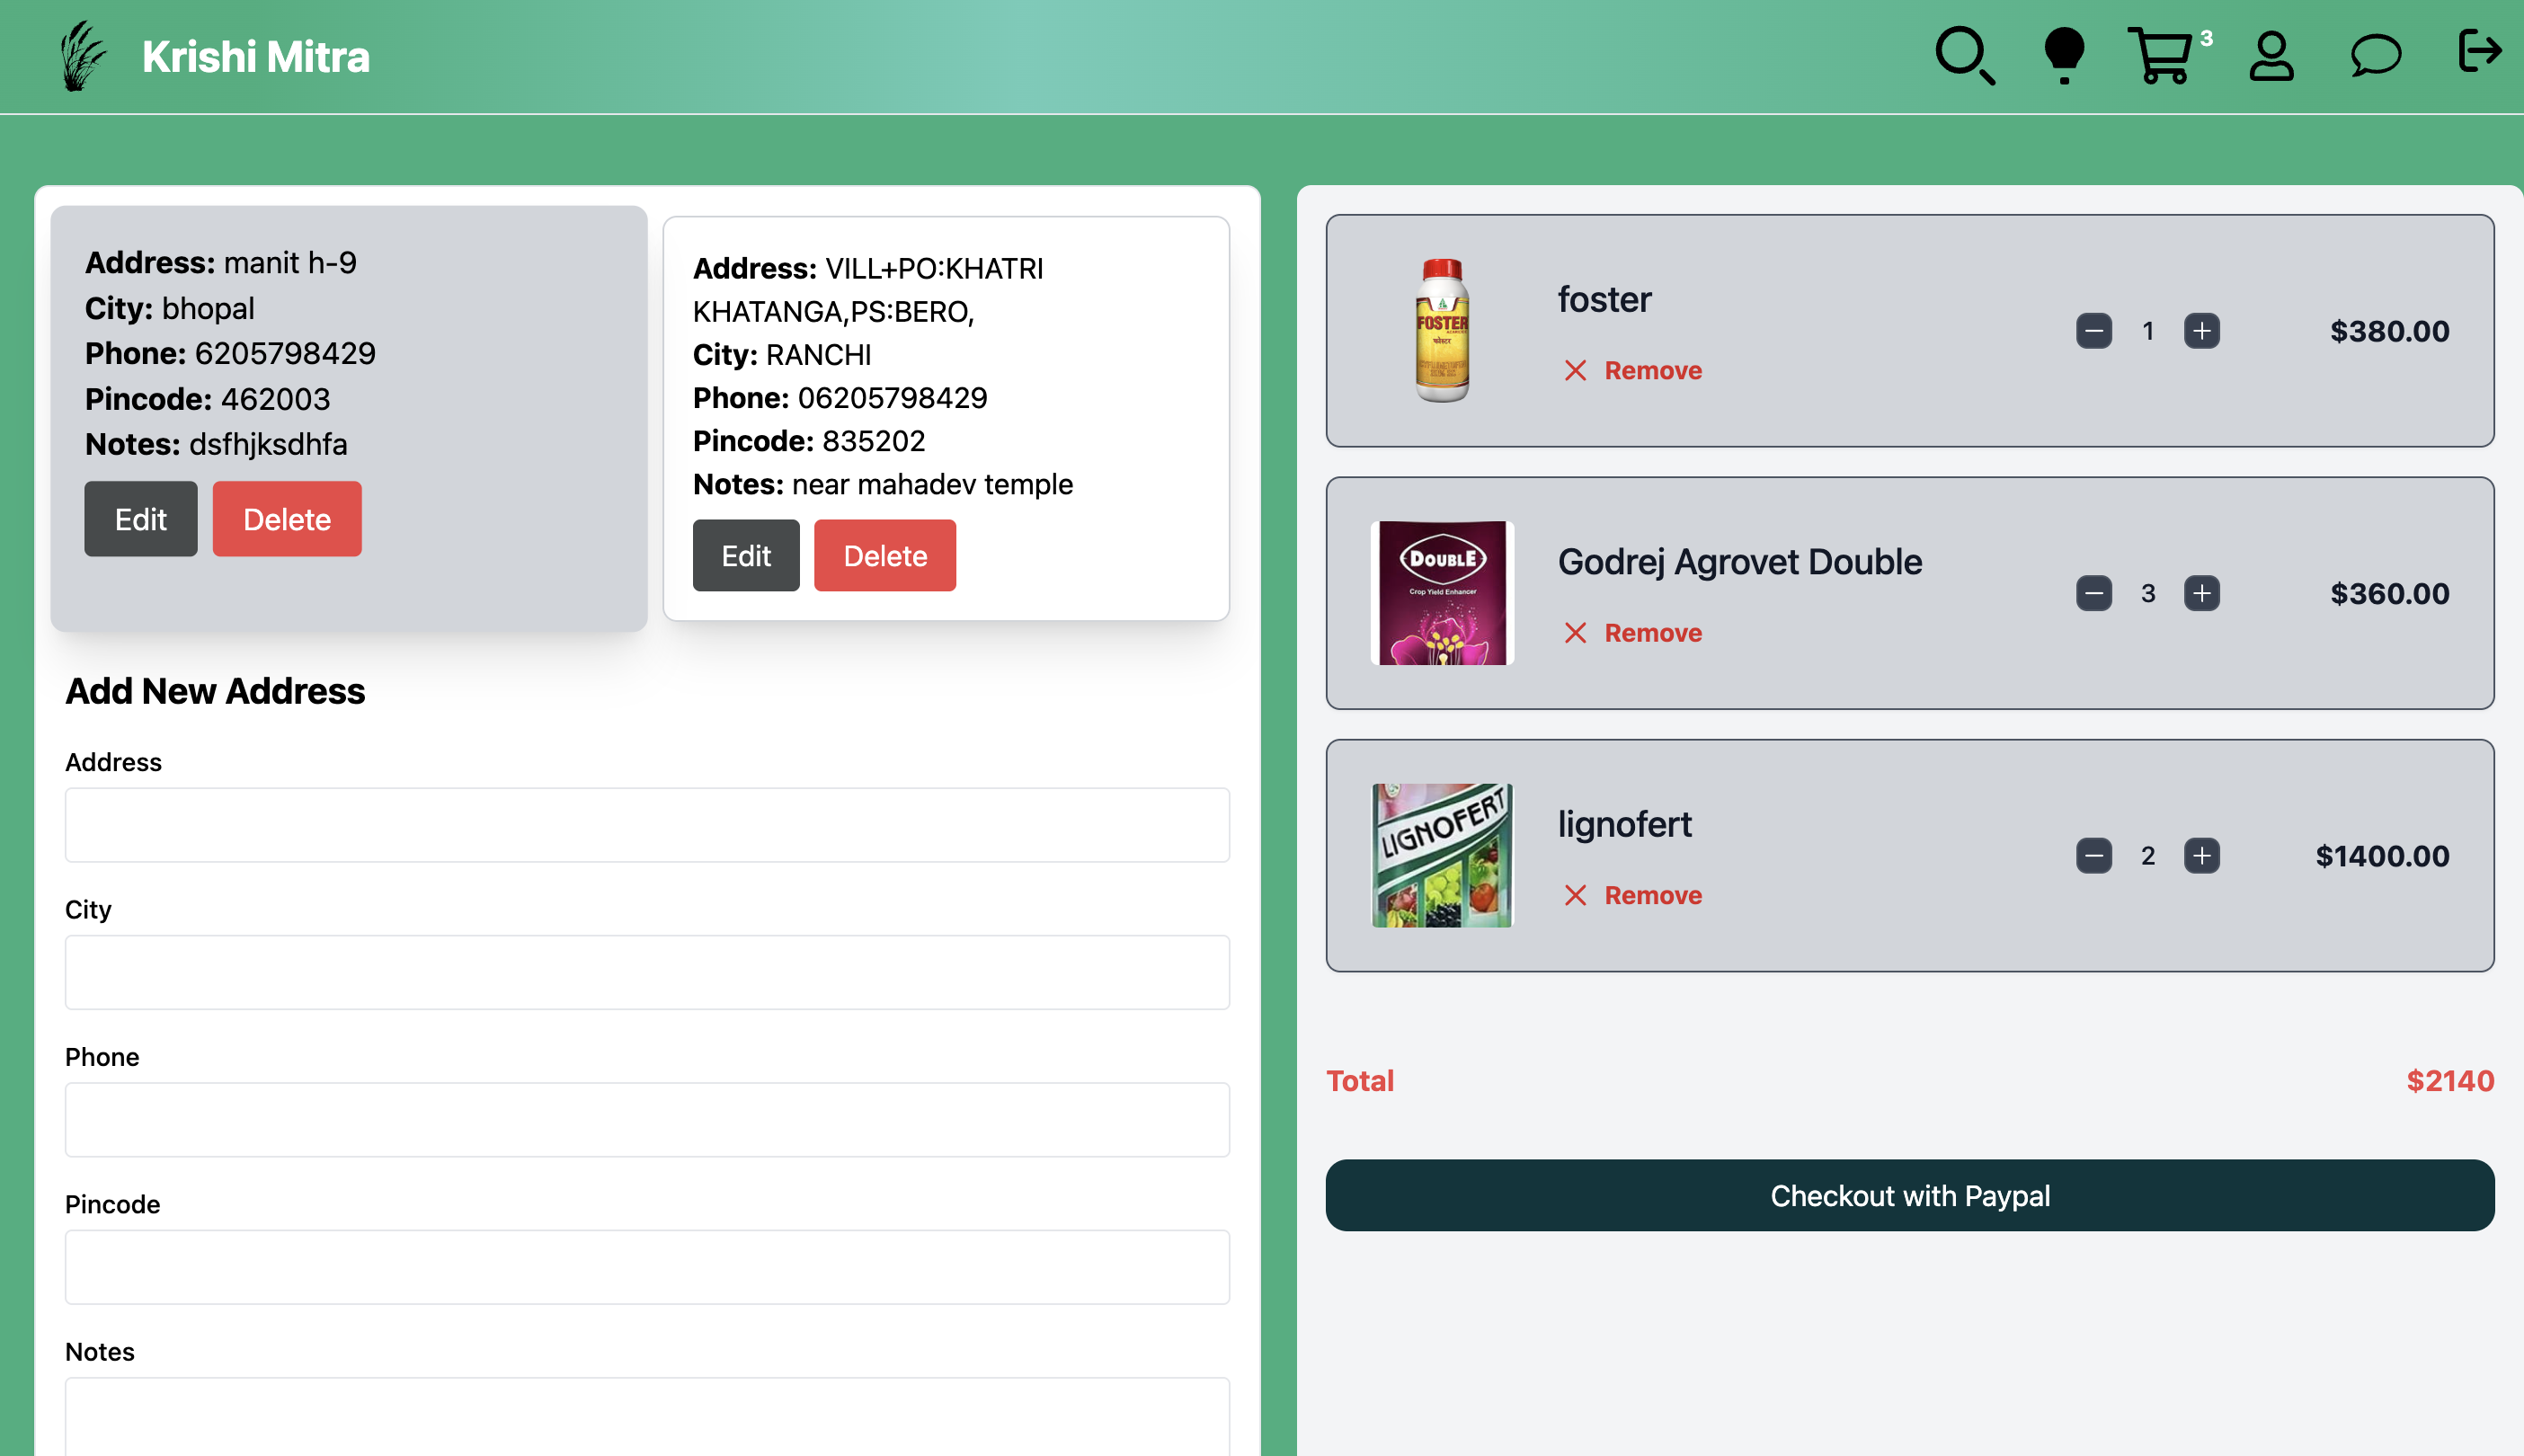 Krishi Mitra
3
Address: manit h-9
City: bhopal
Phone: 6205798429
Pincode: 462003
Notes: dsfhjksdhfa
Edit Delete
Address: VILL+PO:KHATRI
KHATANGA,PS:BERO,
City: RANCHI
Phone: 06205798429
Pincode: 835202
Notes: near mahadev temple
Edit Delete
Add New Address
Address
City
Phone
Pincode
Notes
FOSTER
फोस्टर
foster
Remove
1
$380.00
DOUBLE
Crop Yield Enhancer
Godrej Agrovet Double
Remove
3
$360.00
LIGNOFERT
lignofert
Remove
2
$1400.00
Total $2140
Checkout with Paypal